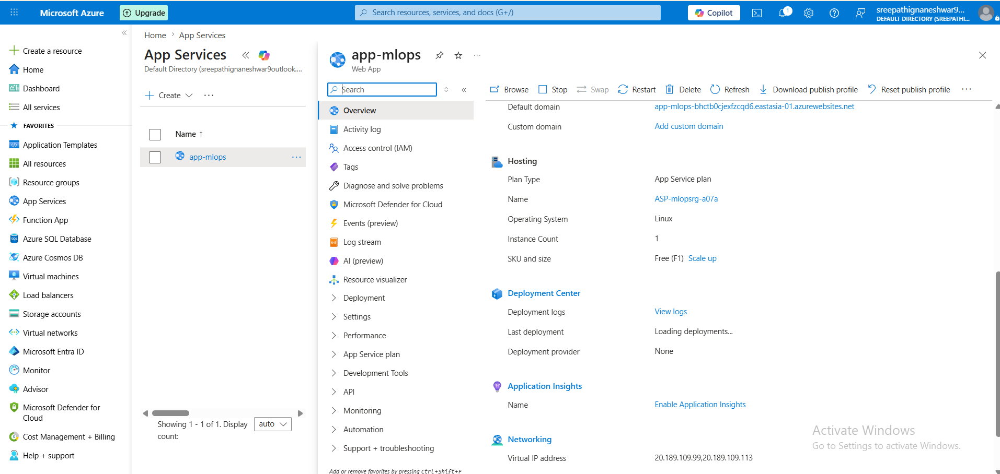 Microsoft Azure
Upgrade
Search resources, services, and docs (G+/)
Copilot
1
sreepathignaneshwar9...
DEFAULT DIRECTORY (SREEPATHI...
Create a resource
Home
Dashboard
All services
FAVORITES
Application Templates
All resources
Resource groups
App Services
Function App
Azure SQL Database
Azure Cosmos DB
Virtual machines
Load balancers
Storage accounts
Virtual networks
Microsoft Entra ID
Monitor
Advisor
Microsoft Defender for
Cloud
Cost Management + Billing
Help + support
Home > App Services
App Services
Default Directory (sreepathignaneshwar9outlook....
Create
Name ↑
app-mlops
Showing 1 - 1 of 1. Display
count:
auto
app-mlops
Web App
Search
Overview
Activity log
Access control (IAM)
Tags
Diagnose and solve problems
Microsoft Defender for Cloud
Events (preview)
Log stream
AI (preview)
Resource visualizer
Deployment
Settings
Performance
App Service plan
Development Tools
API
Monitoring
Automation
Support + troubleshooting
Add or remove favorites by pressing Ctrl+Shift+F
Browse Stop Swap Restart Delete Refresh Download publish profile Reset publish profile
Default domain app-mlops-bhctb0cjexfzcqd6.eastasia-01.azurewebsites.net
Custom domain Add custom domain
Hosting
Plan Type App Service plan
Name ASP-mlopsrg-a07a
Operating System Linux
Instance Count 1
SKU and size Free (F1) Scale up
Deployment Center
Deployment logs View logs
Last deployment Loading deployments...
Deployment provider None
Application Insights
Name Enable Application Insights
Networking
Virtual IP address 20.189.109.99,20.189.109.113
Activate Windows
Go to Settings to activate Windows.